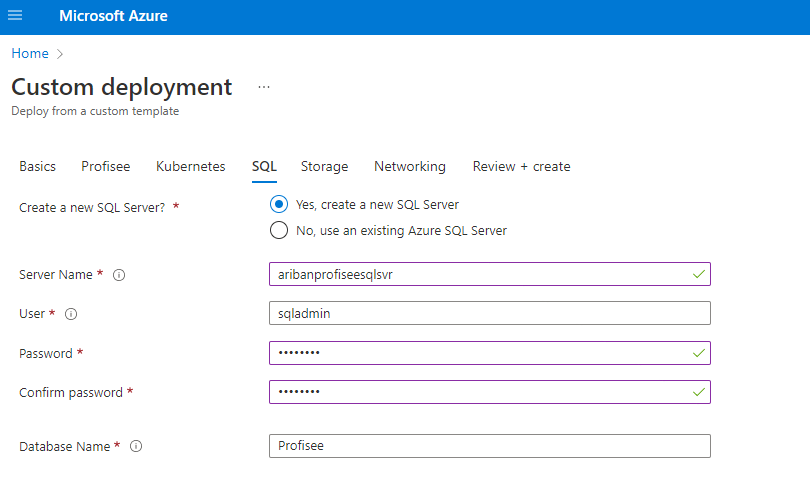 Microsoft Azure
Home >
Custom deployment ...
Deploy from a custom template
Basics Profisee Kubernetes SQL Storage Networking Review + create
Create a new SQL Server? *
Yes, create a new SQL Server
No, use an existing Azure SQL Server
Server Name * aribanprofiseesqlsvr
User * sqladmin
Password * ••••••••
Confirm password * ••••••••
Database Name * Profisee